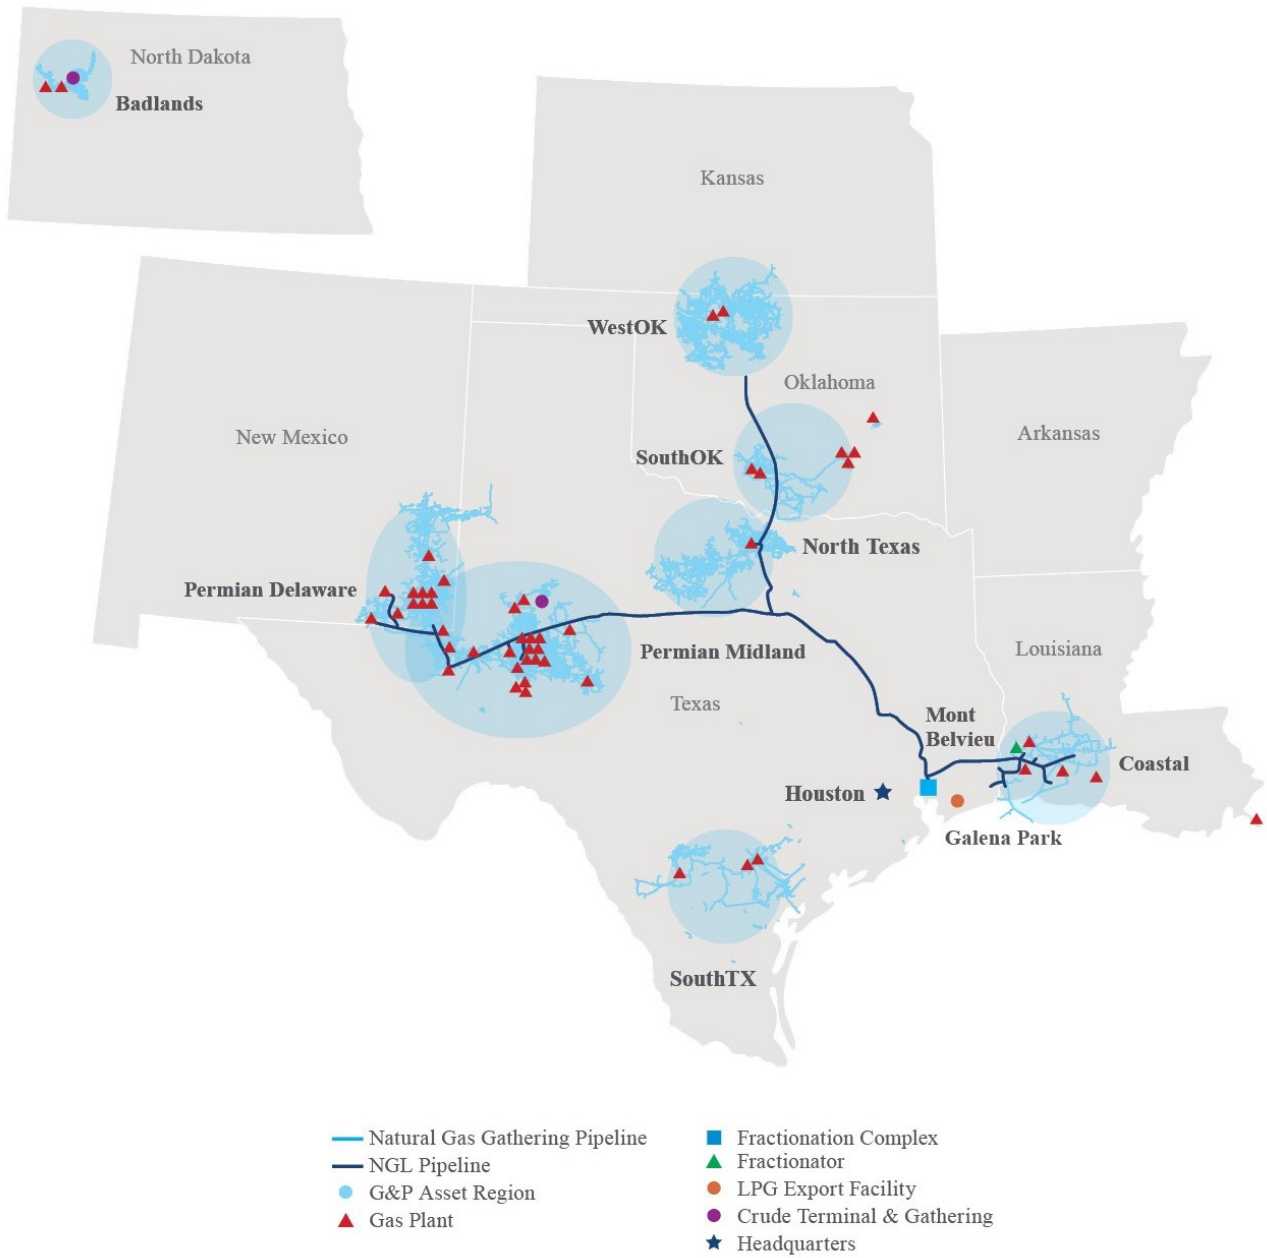 North Dakota
Badlands
Kansas
WestOK
Oklahoma
New Mexico
Arkansas
SouthOK
North Texas
Permian Delaware
Permian Midland
Louisiana
Texas
Mont
Belvieu
Coastal
Houston
Galena Park
SouthTX
Natural Gas Gathering Pipeline
NGL Pipeline
G&P Asset Region
Gas Plant
Fractionation Complex
Fractionator
LPG Export Facility
Crude Terminal & Gathering
Headquarters